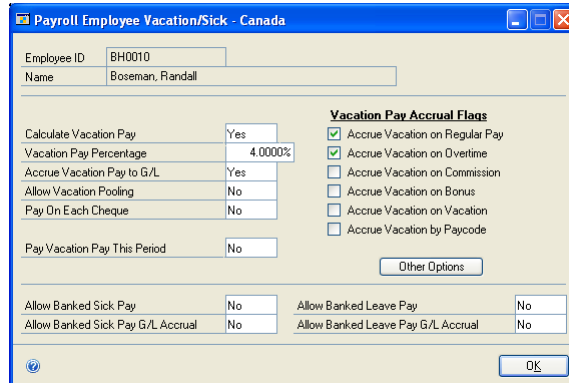 Payroll Employee Vacation/Sick - Canada
Employee ID BH0010
Name Boseman, Randall
Vacation Pay Accrual Flags
Calculate Vacation Pay Yes Accrue Vacation on Regular Pay
Vacation Pay Percentage 4.0000% Accrue Vacation on Overtime
Accrue Vacation Pay to G/L Yes Accrue Vacation on Commission
Allow Vacation Pooling No Accrue Vacation on Bonus
Pay On Each Cheque No Accrue Vacation on Vacation
Accrue Vacation by Paycode
Pay Vacation Pay This Period No
Other Options
Allow Banked Sick Pay No Allow Banked Leave Pay No
Allow Banked Sick Pay G/L Accrual No Allow Banked Leave Pay G/L Accrual No
OK